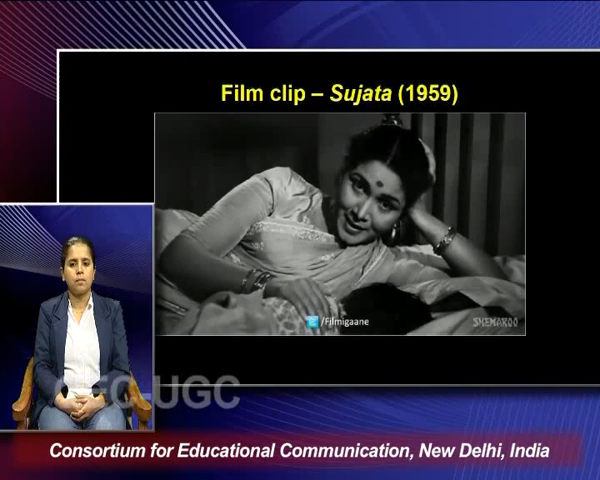 Film clip – Sujata (1959)
/Filmigaane
SHEMAROO
CEC-UGC
Consortium for Educational Communication, New Delhi, India